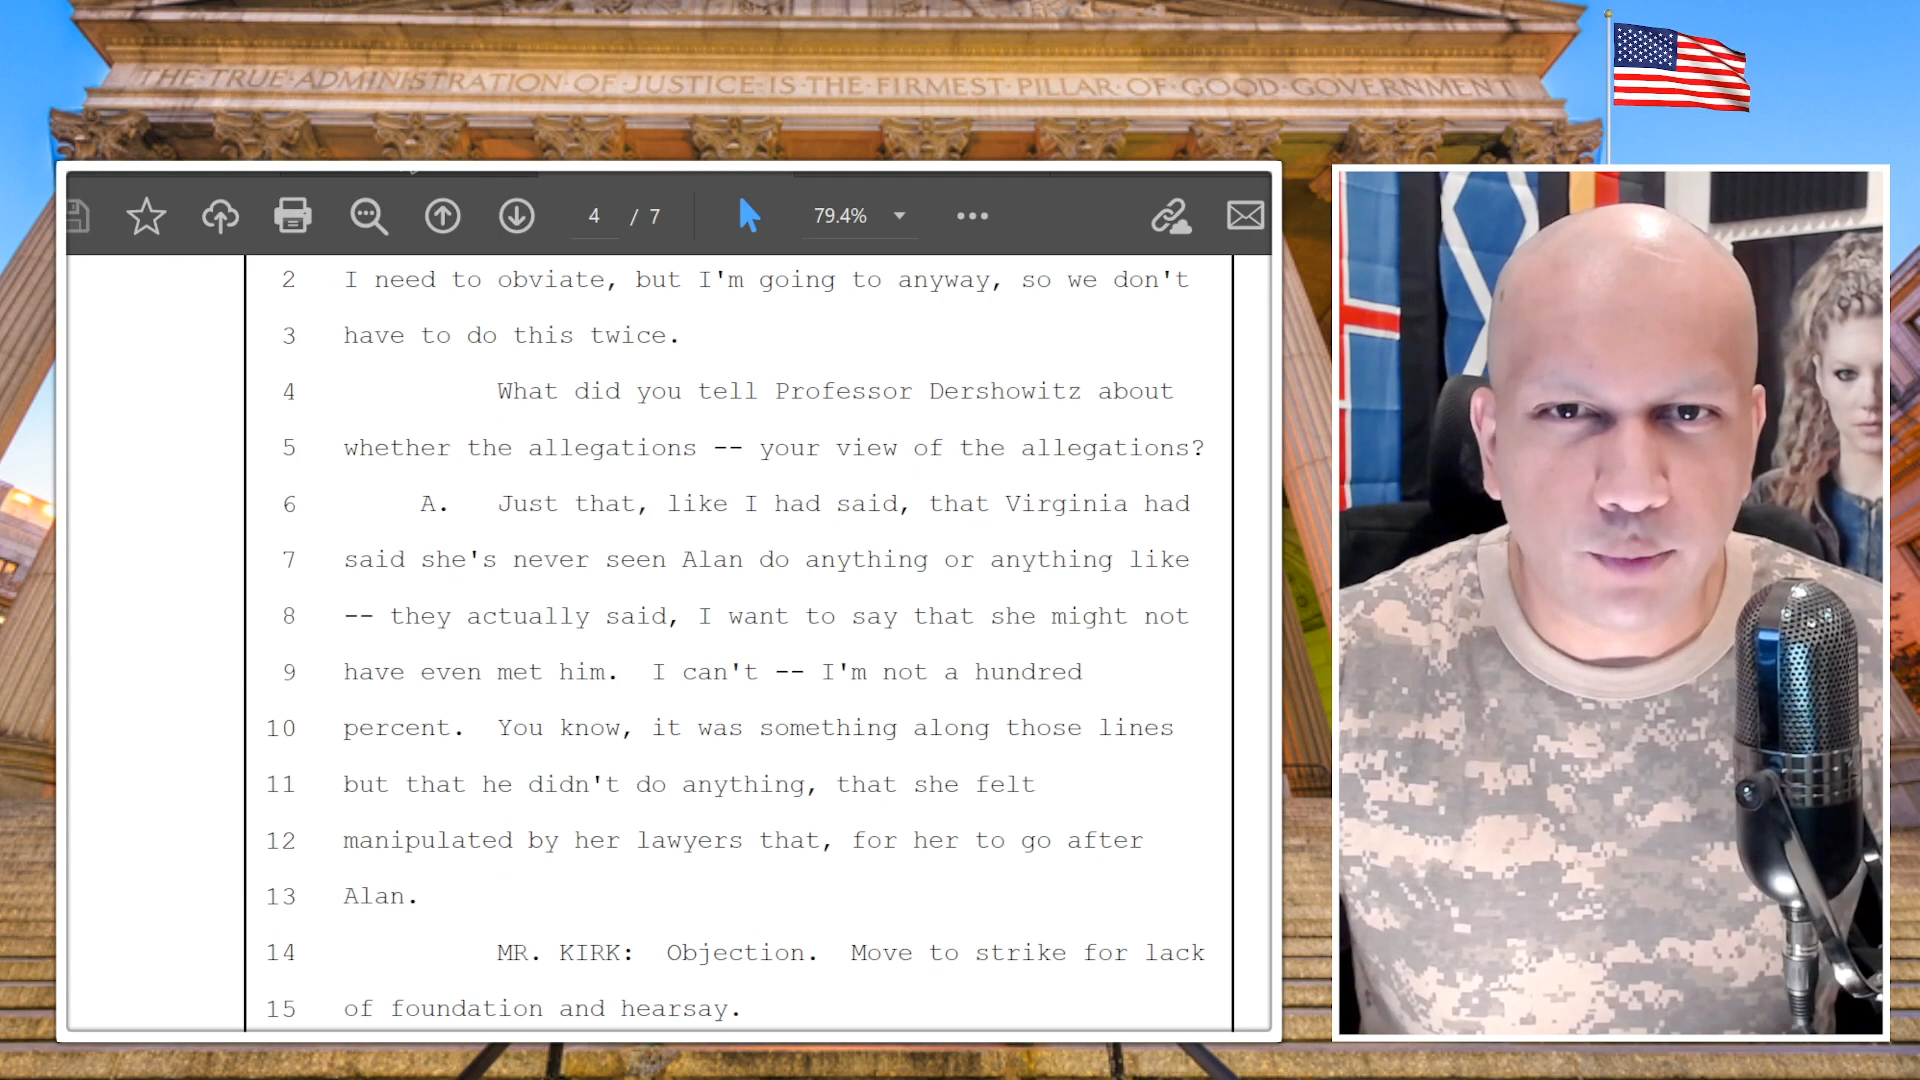 THE·TRUE·ADMINISTRATION OF·JUSTICE·IS·THE·FIRMEST·PILLAR·OF·GOOD·GOVERNMENT
4 / 7 79.4%
2 I need to obviate, but I'm going to anyway, so we don't
3 have to do this twice.
4 What did you tell Professor Dershowitz about
5 whether the allegations -- your view of the allegations?
6 A. Just that, like I had said, that Virginia had
7 said she's never seen Alan do anything or anything like
8 -- they actually said, I want to say that she might not
9 have even met him. I can't -- I'm not a hundred
10 percent. You know, it was something along those lines
11 but that he didn't do anything, that she felt
12 manipulated by her lawyers that, for her to go after
13 Alan.
14 MR. KIRK: Objection. Move to strike for lack
15 of foundation and hearsay.